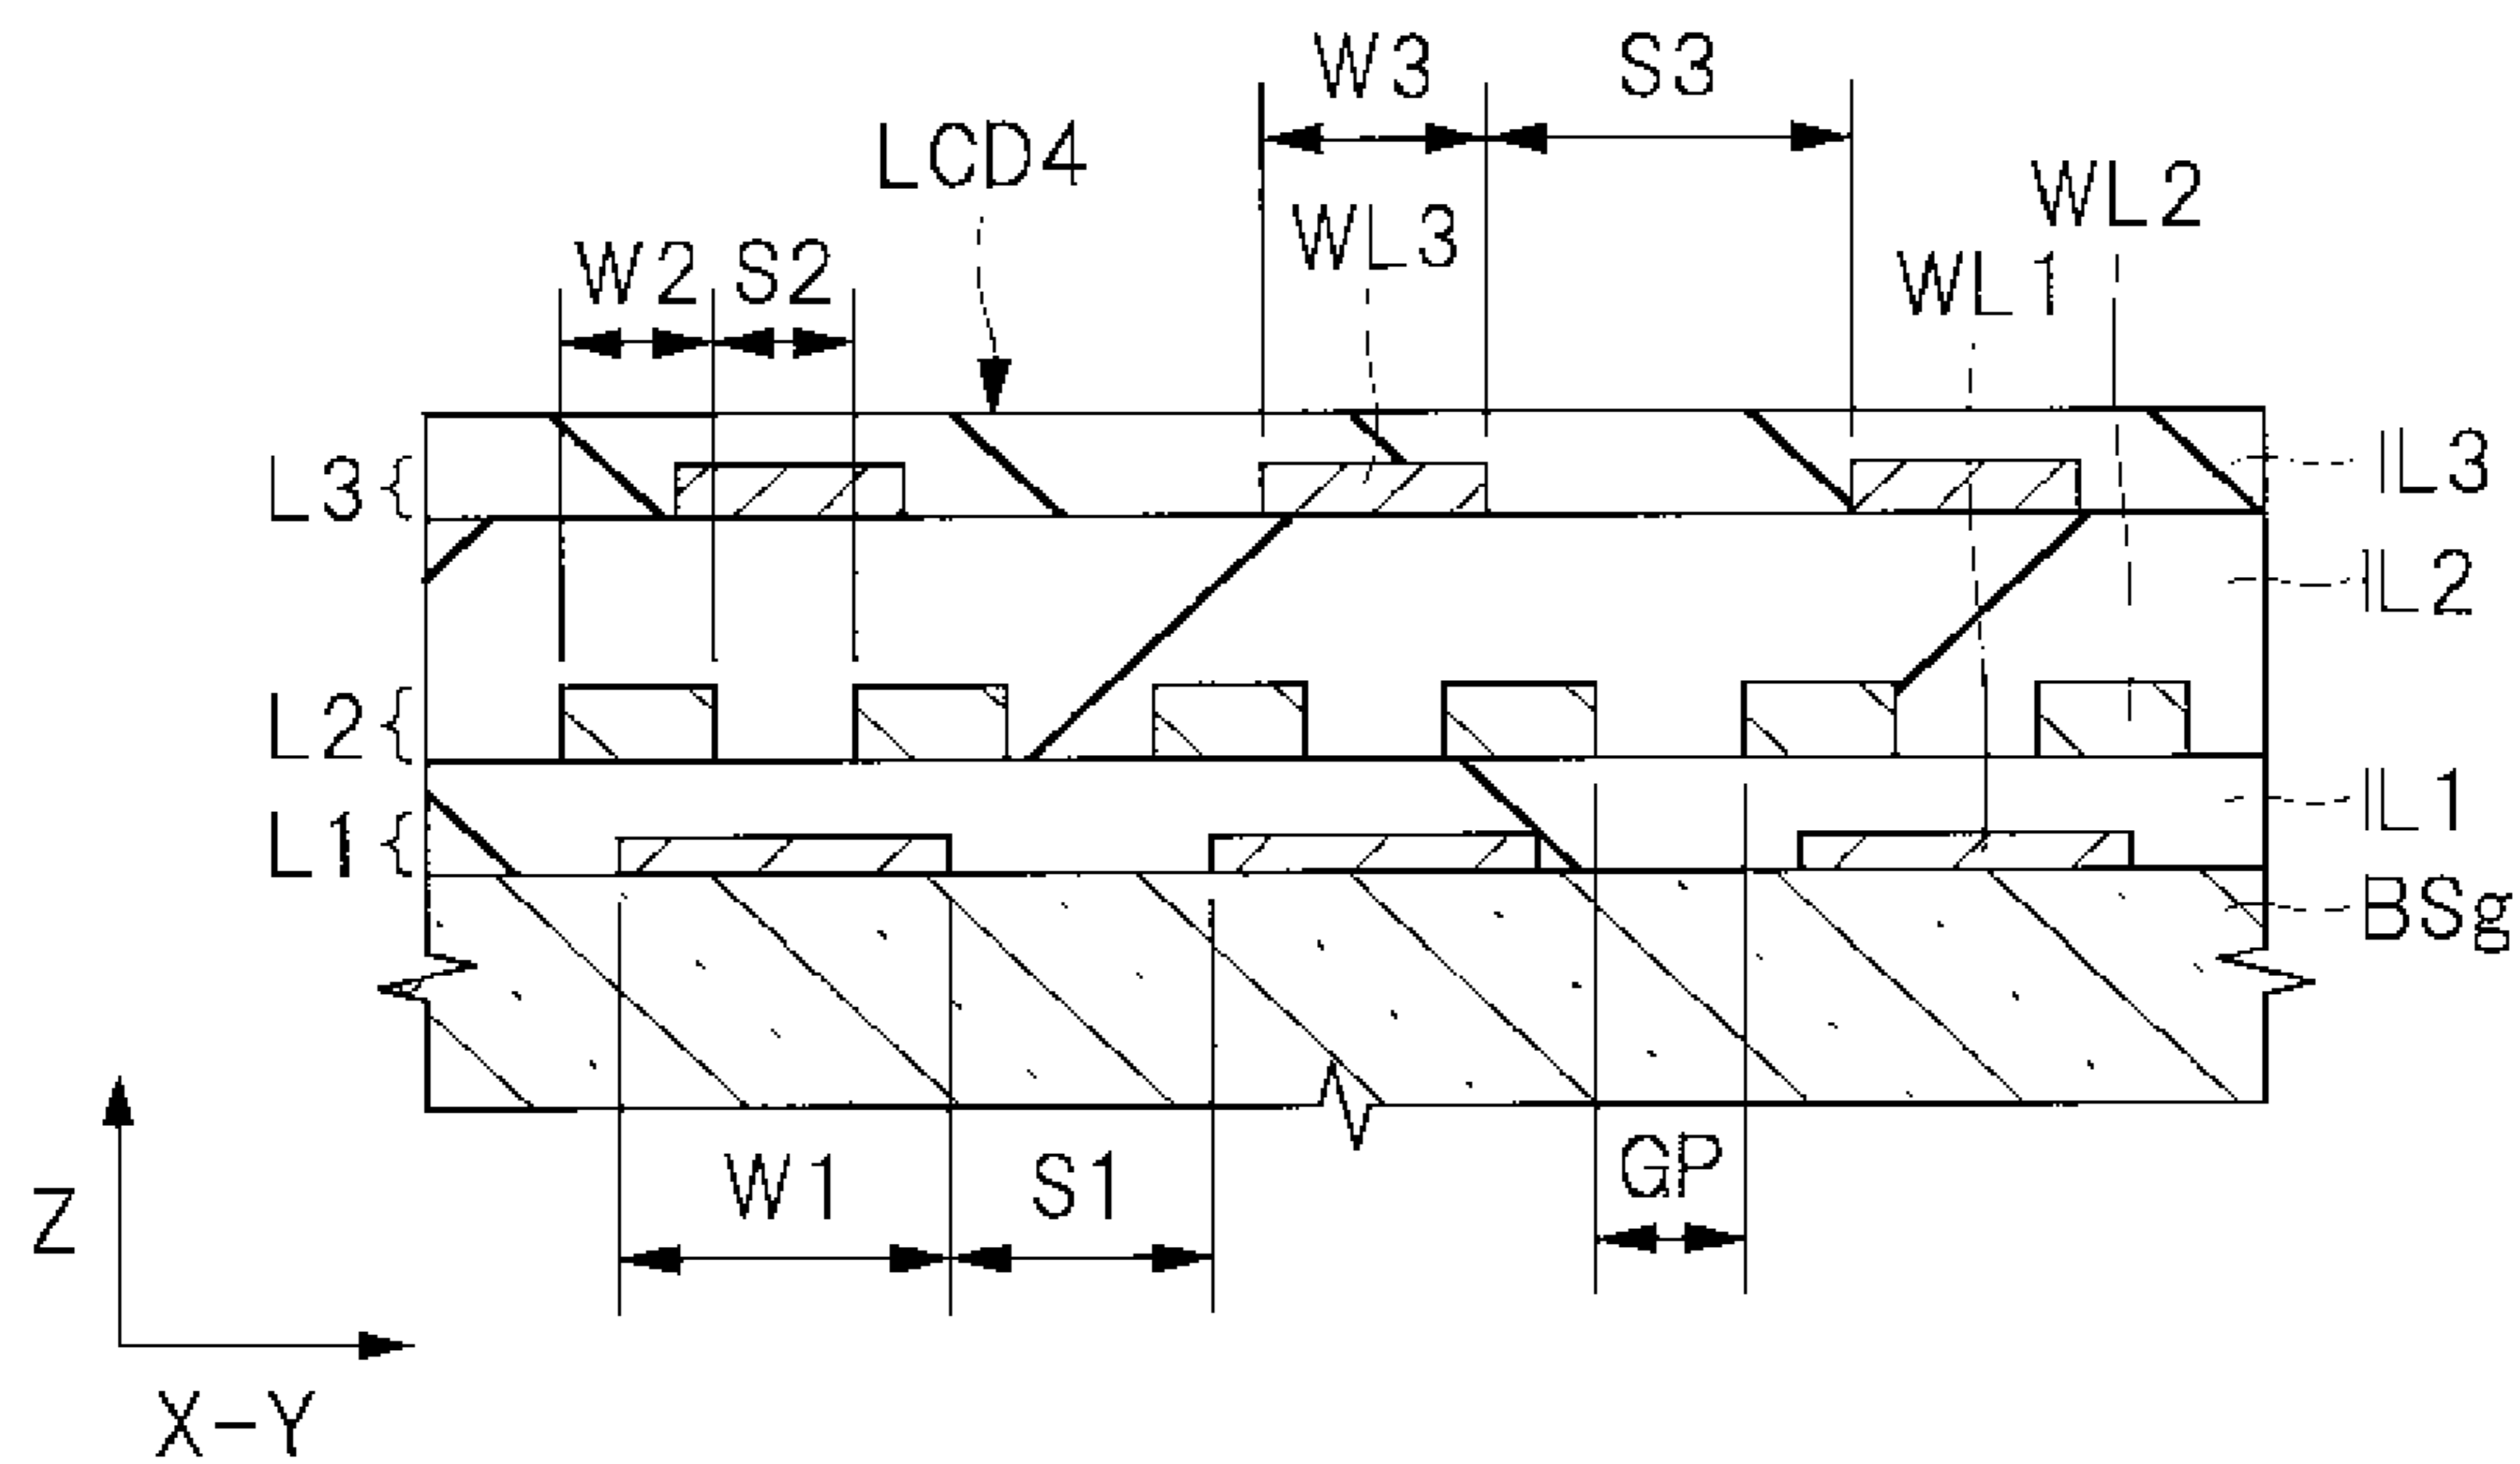 W3 S3
LCD4
WL2
WL3
W2 S2
WL1
L3
IL3
IL2
L2
IL1
L1
BSg
GP
W1 S1
Z
X-Y